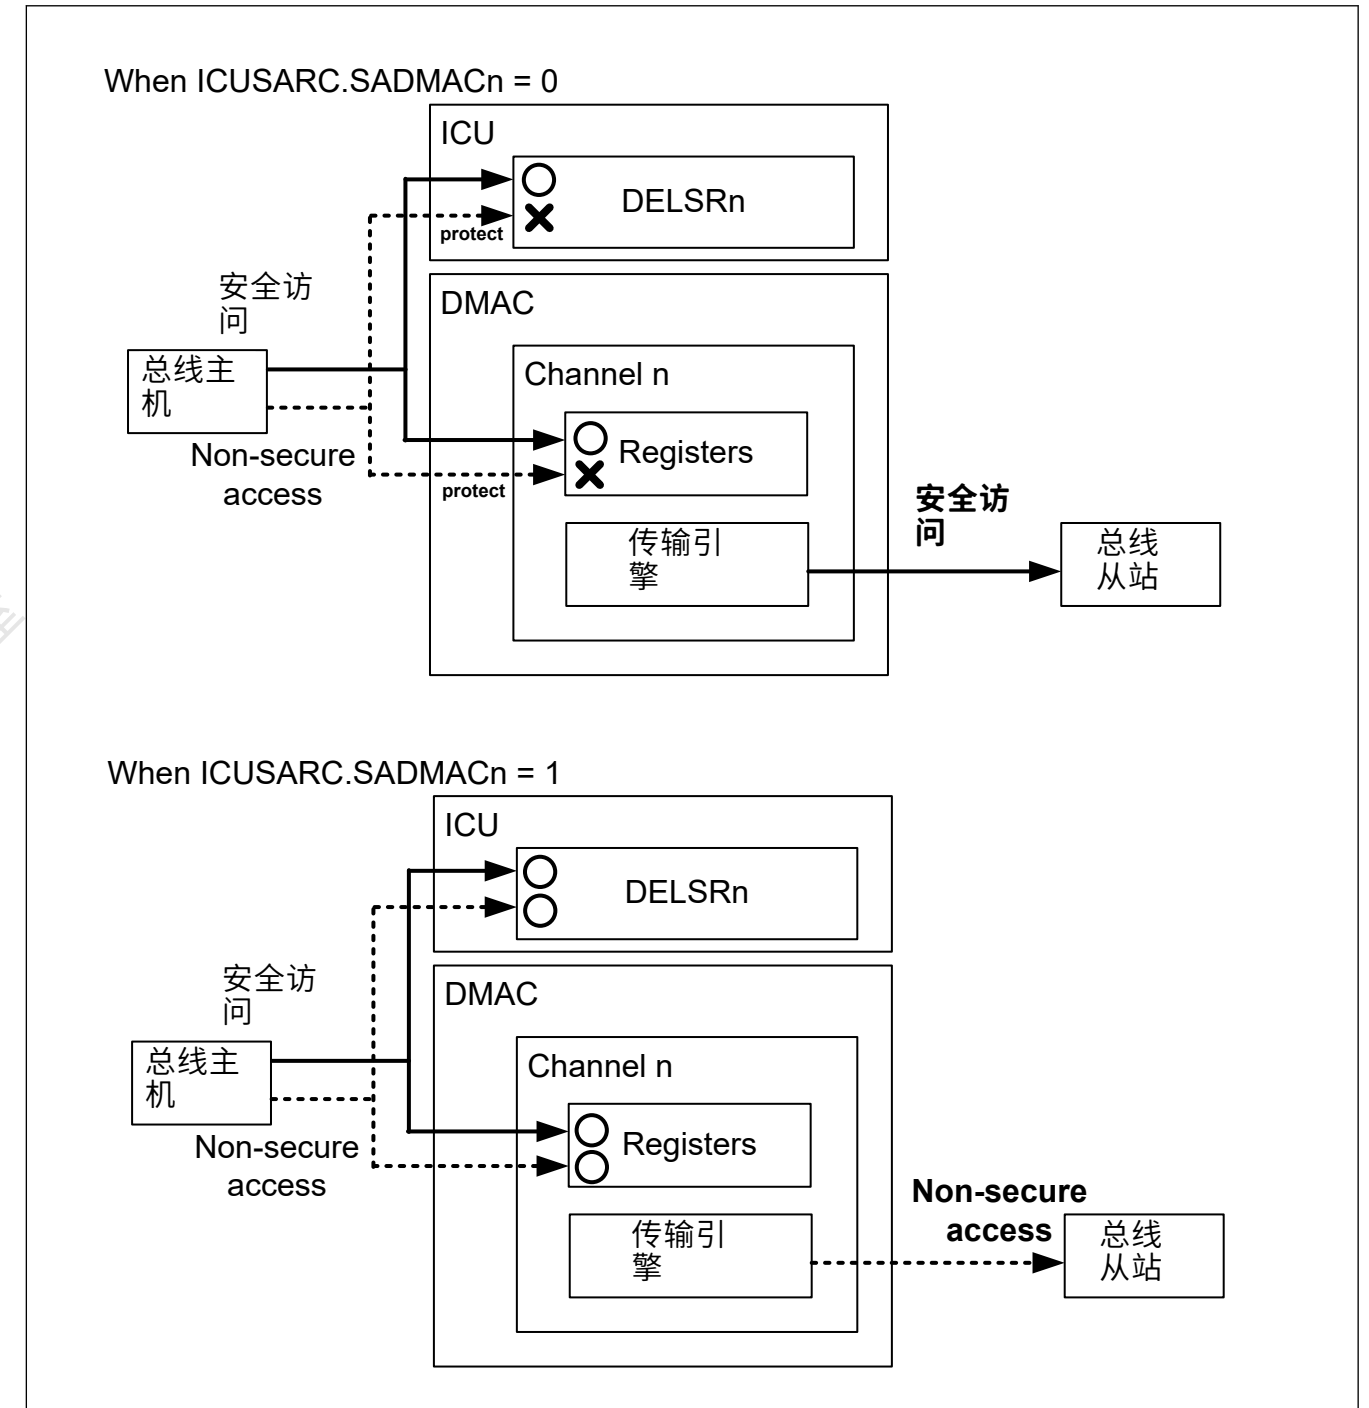 When ICUSARC.SADMACn = 0
ICU
DELSRn
protect
安全访
问
DMAC
总线主
机
Channel n
Registers
Non-secure
access
protect
安全访
问
传输引
擎
总线
从站
When ICUSARC.SADMACn = 1
ICU
DELSRn
安全访
问
DMAC
总线主
机
Channel n
Registers
Non-secure
access
Non-secure
access
传输引
擎
总线
从站